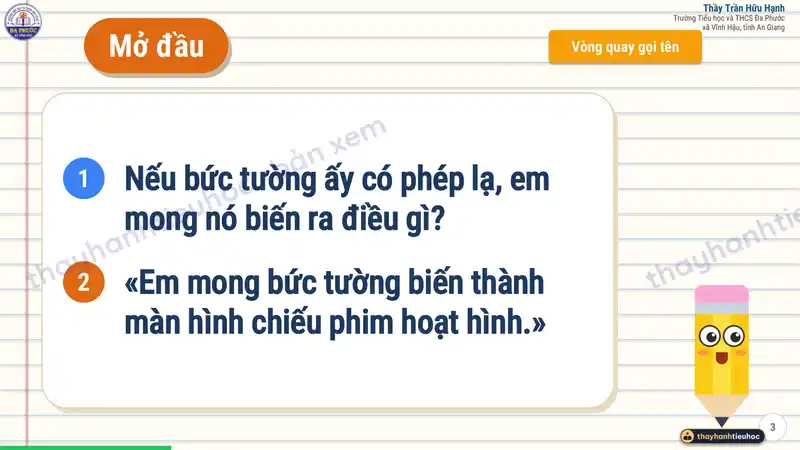 Thầy Trần Hữu Hạnh
Trường Tiểu học và THCS Đa Phước
xã Vĩnh Hậu, tỉnh An Giang
ĐA PHƯỚC
Mở đầu
Vòng quay gọi tên
1
Nếu bức tường ấy có phép lạ, em
mong nó biến ra điều gì?
2
«Em mong bức tường biến thành
màn hình chiếu phim hoạt hình.»
thayhanhtieuhoc
3